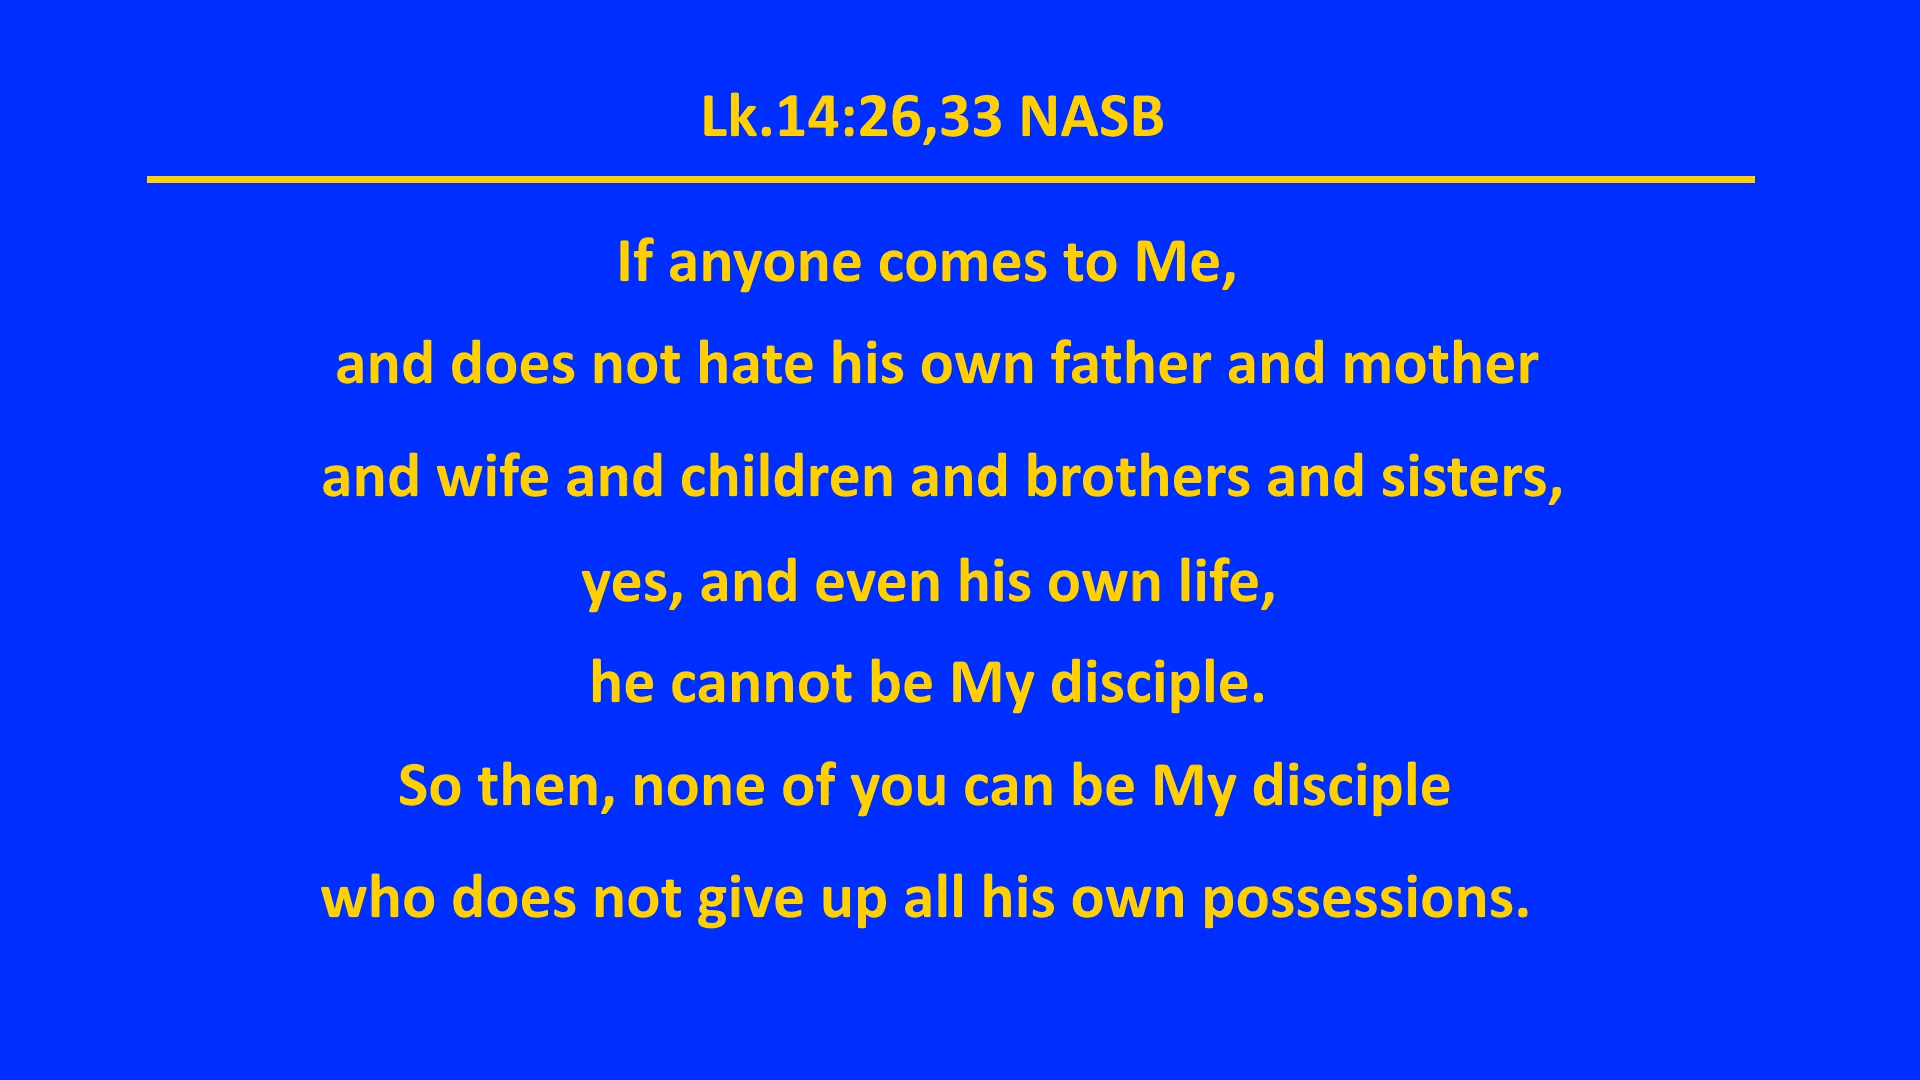 Lk.14:26,33 NASB
If anyone comes to Me,
and does not hate his own father and mother
and wife and children and brothers and sisters,
yes, and even his own life,
he cannot be My disciple.
So then, none of you can be My disciple
who does not give up all his own possessions.